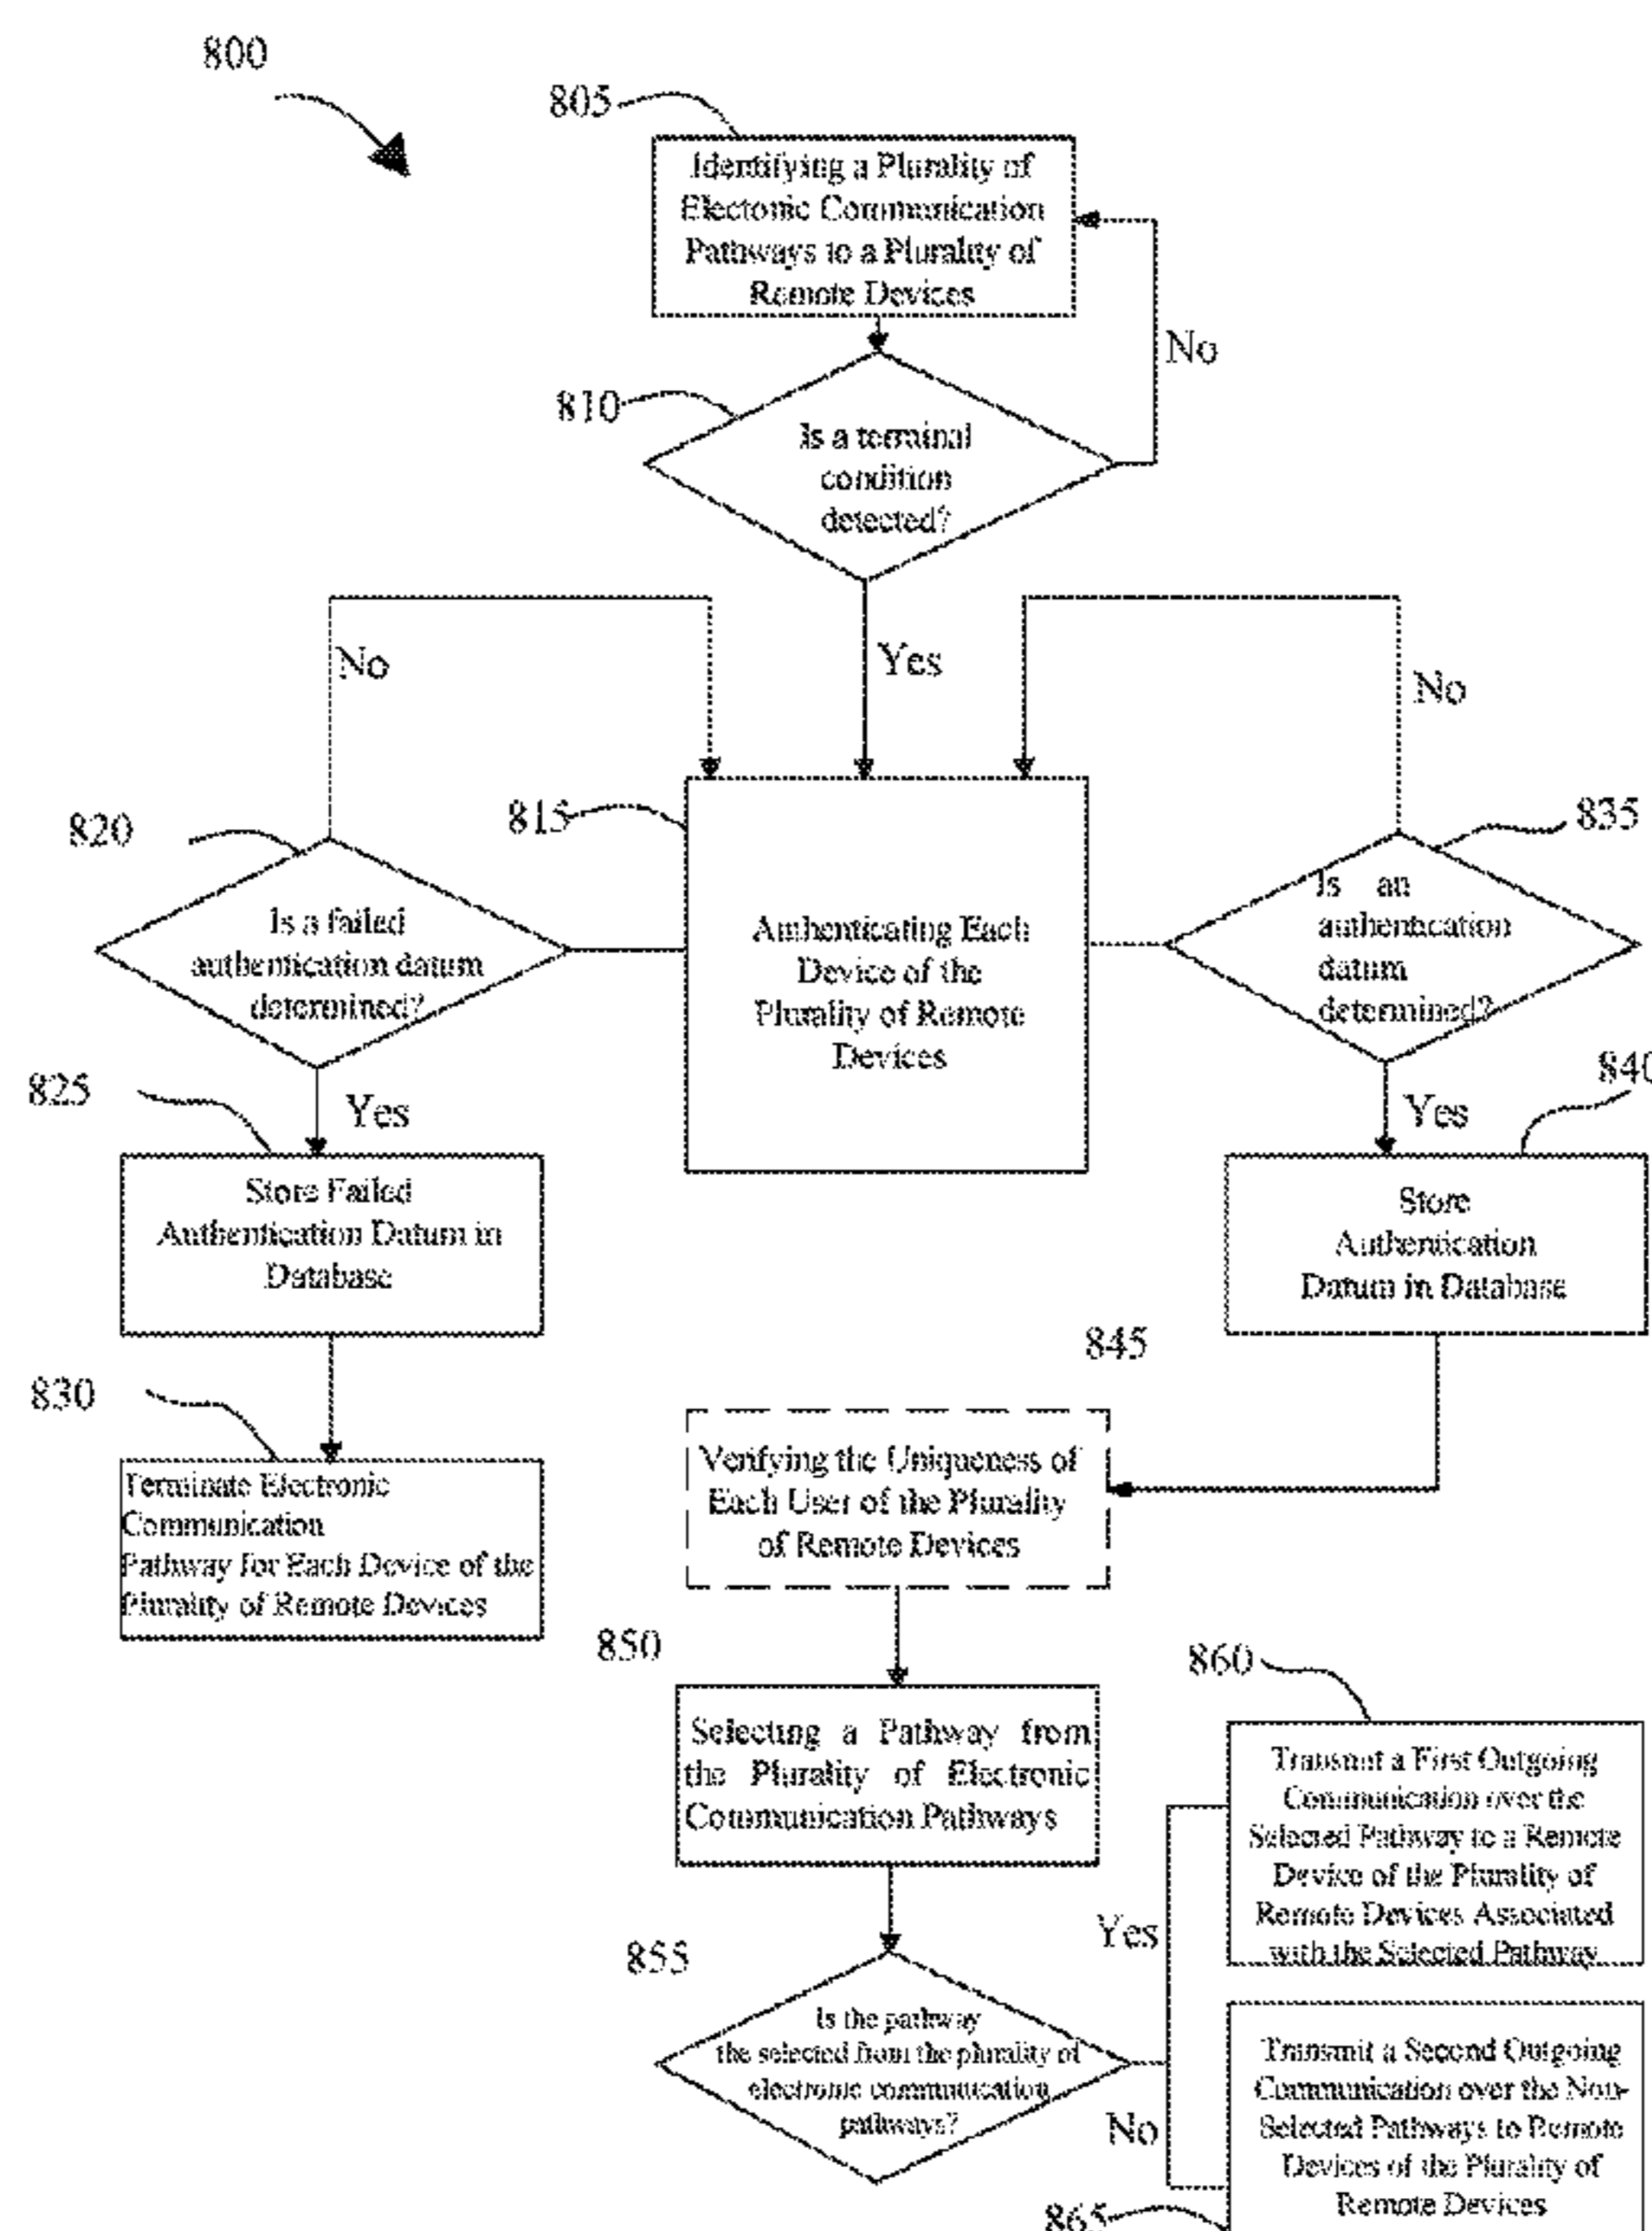 800
805
Identifying a Plurality of
Electonic Communication
Pathways to a Plurality of
Remote Devices
No
810
Is a terminal
condition
detected?
Yes
No
No
820
Is a failed
authentication datum
determined?
815
Authenticating Each
Device of the
Plurality of Remote
Devices
835
Is an
authentication
datum
determined?
825
Yes
Store Failed
Authentication Datum in
Database
840
Yes
Store
Authentication
Datum in Database
830
Terminate Electronic
Communication
Pathway for Each Device of the
Plurality of Remote Devices
845
Verifying the Uniqueness of
Each User of the Plurality
of Remote Devices
850
Selecting a Pathway from
the Plurality of Electronic
Communication Pathways
855
Is the pathway
the selected from the plurality of
electronic communication
pathways?
Yes
No
860
Transmit a First Outgoing
Communication over the
Selected Pathway to a Remote
Device of the Plurality of
Remote Devices Associated
with the Selected Pathway
865
Transmit a Second Outgoing
Communication over the Non-
Selected Pathways to Remote
Devices of the Plurality of
Remote Devices